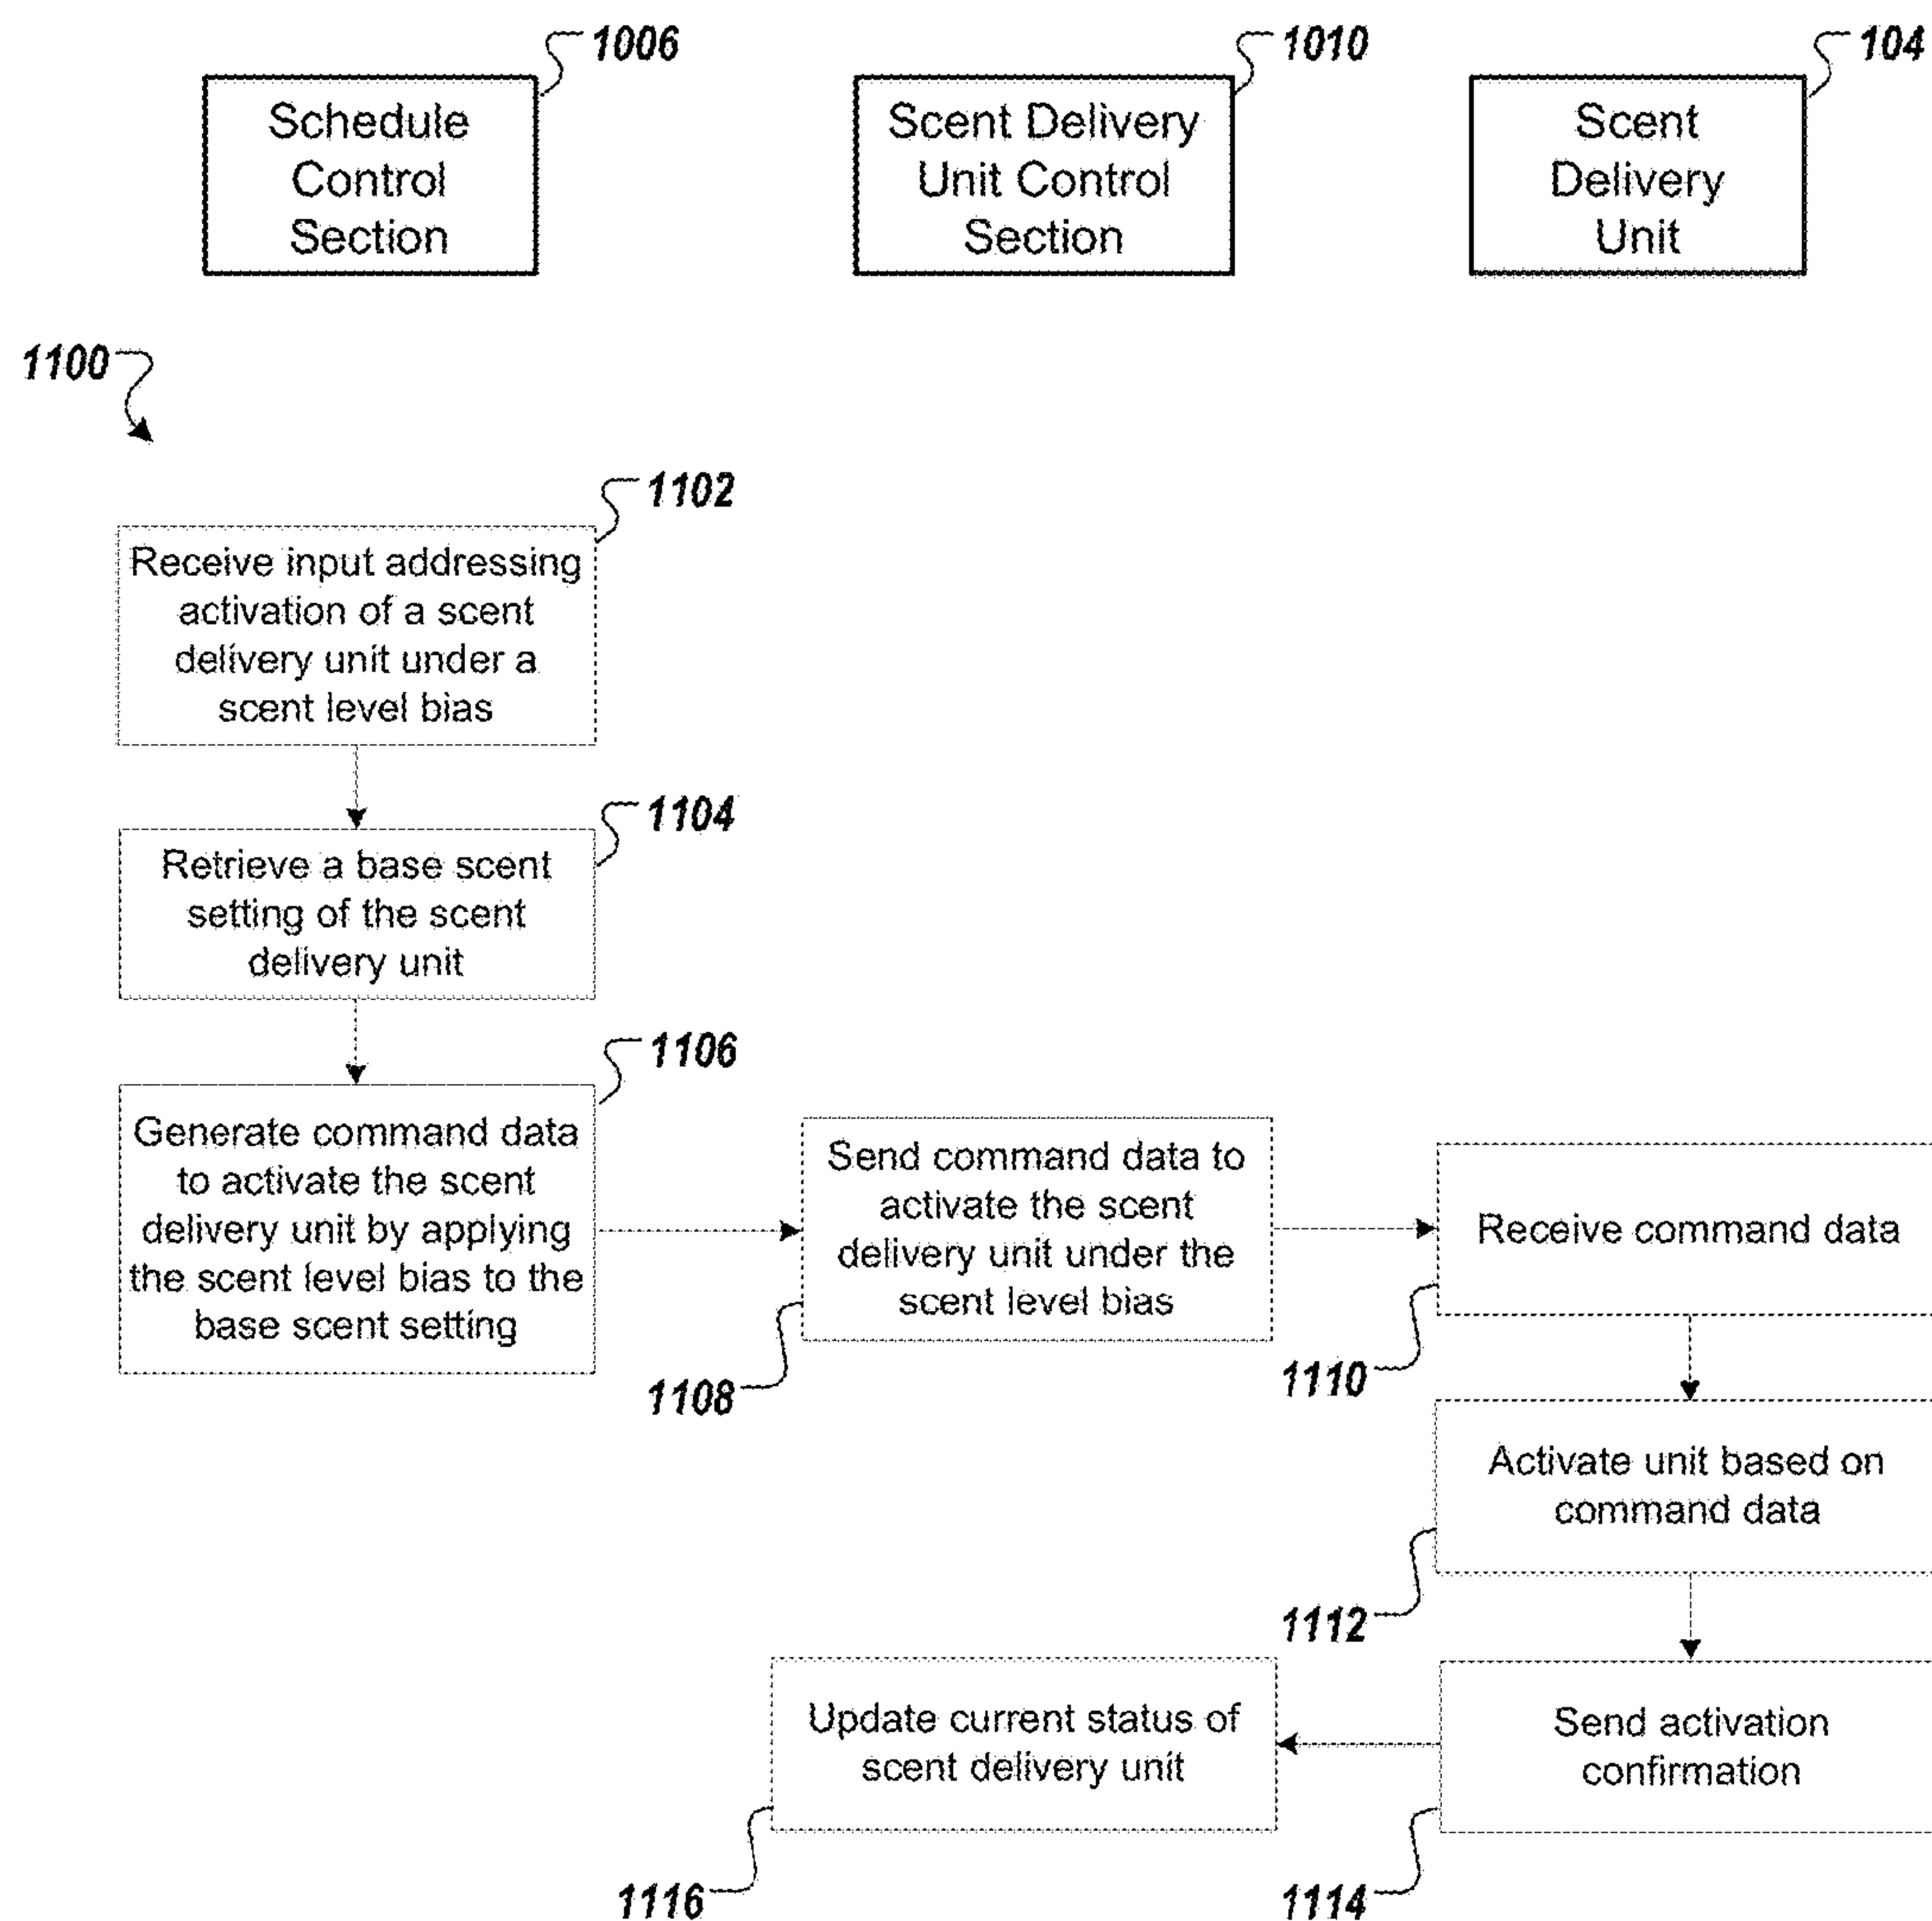 1006
1010
104
Schedule
Control
Section
Scent Delivery
Unit Control
Section
Scent
Delivery
Unit
1100
1102
Receive input addressing
activation of a scent
delivery unit under a
scent level bias
1104
Retrieve a base scent
setting of the scent
delivery unit
1106
Generate command data
to activate the scent
delivery unit by applying
the scent level bias to the
base scent setting
Send command data to
activate the scent
delivery unit under the
scent level bias
1108
Receive command data
1110
Activate unit based on
command data
1112
Send activation
confirmation
1114
Update current status of
scent delivery unit
1116